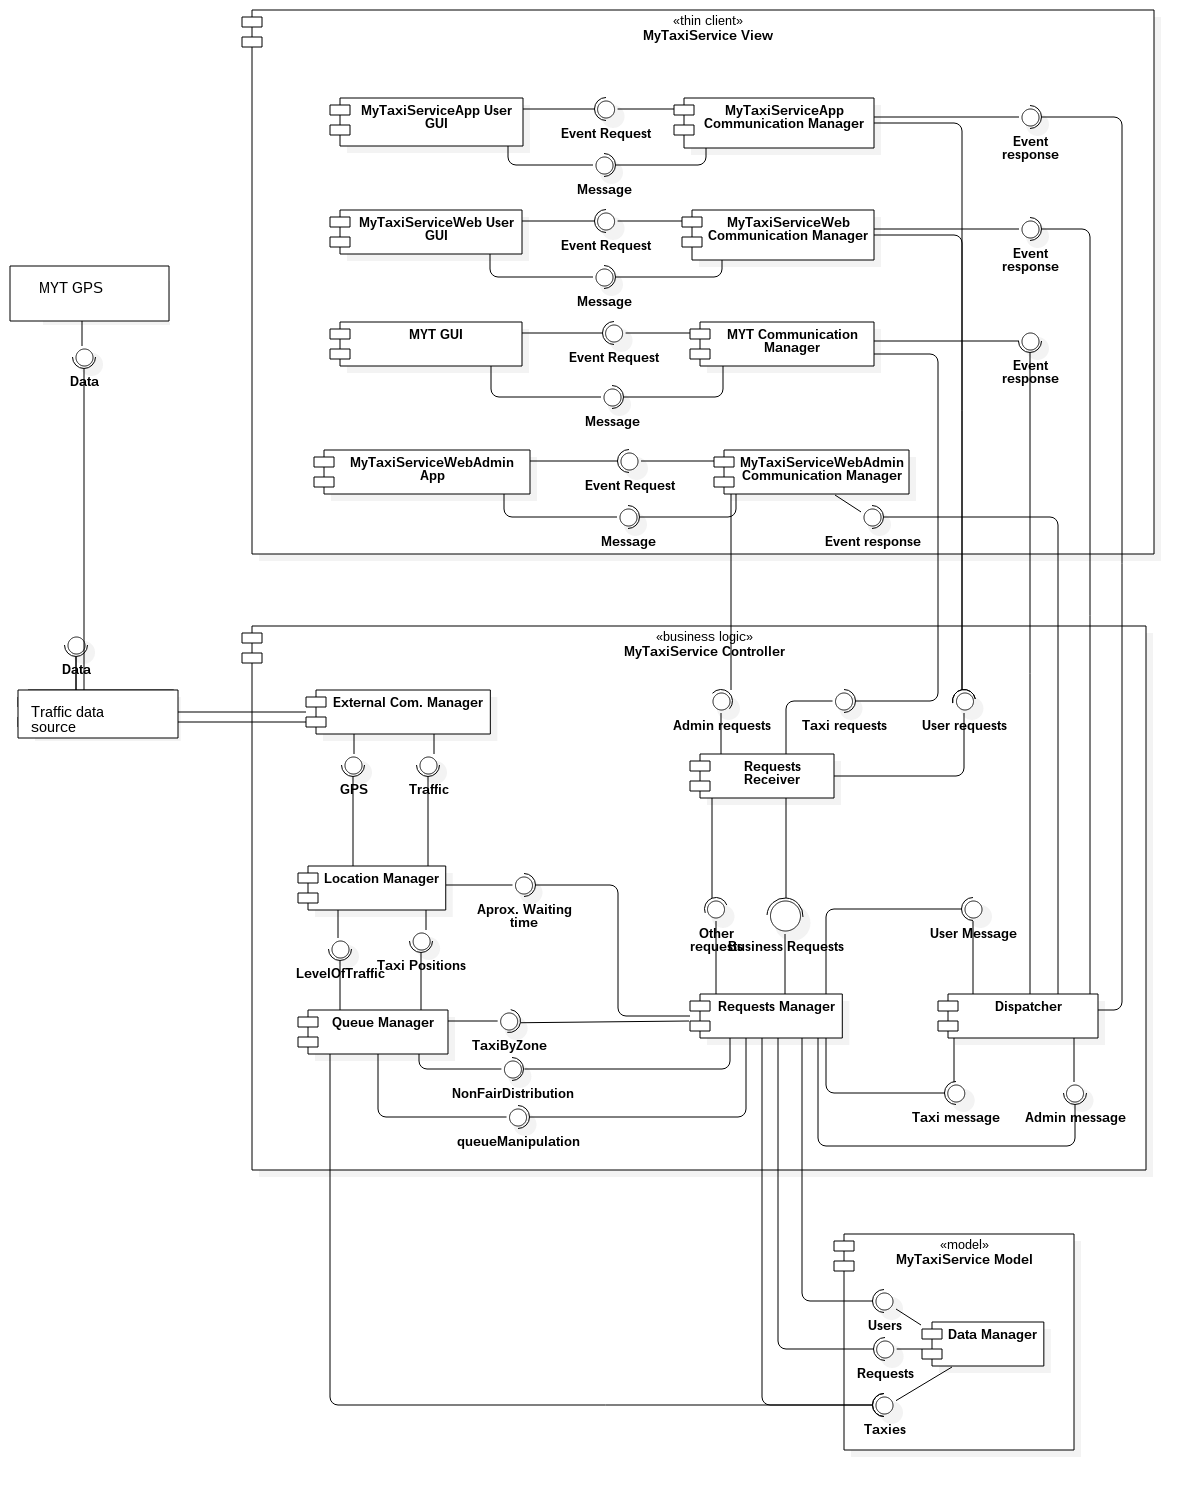 «thin client»
MyTaxiService View
MyTaxiServiceApp User
GUI
Event Request
MyTaxiServiceApp
Communication Manager
Event
response
Message
MyTaxiServiceWeb User
GUI
Event Request
MyTaxiServiceWeb
Communication Manager
Event
response
Message
MYT GPS
Data
MYT GUI
Event Request
MYT Communication
Manager
Event
response
Message
MyTaxiServiceWebAdmin
App
Event Request
MyTaxiServiceWebAdmin
Communication Manager
Message
Event response
«business logic»
MyTaxiService Controller
Data
Traffic data
source
External Com. Manager
Admin requests
Taxi requests
User requests
GPS
Traffic
Requests
Receiver
Location Manager
Aprox. Waiting
time
Other
requests
Business Requests
User Message
LevelOfTraffic
Taxi Positions
Queue Manager
TaxiByZone
Requests Manager
Dispatcher
NonFairDistribution
queueManipulation
Taxi message
Admin message
«model»
MyTaxiService Model
Users
Data Manager
Requests
Taxies